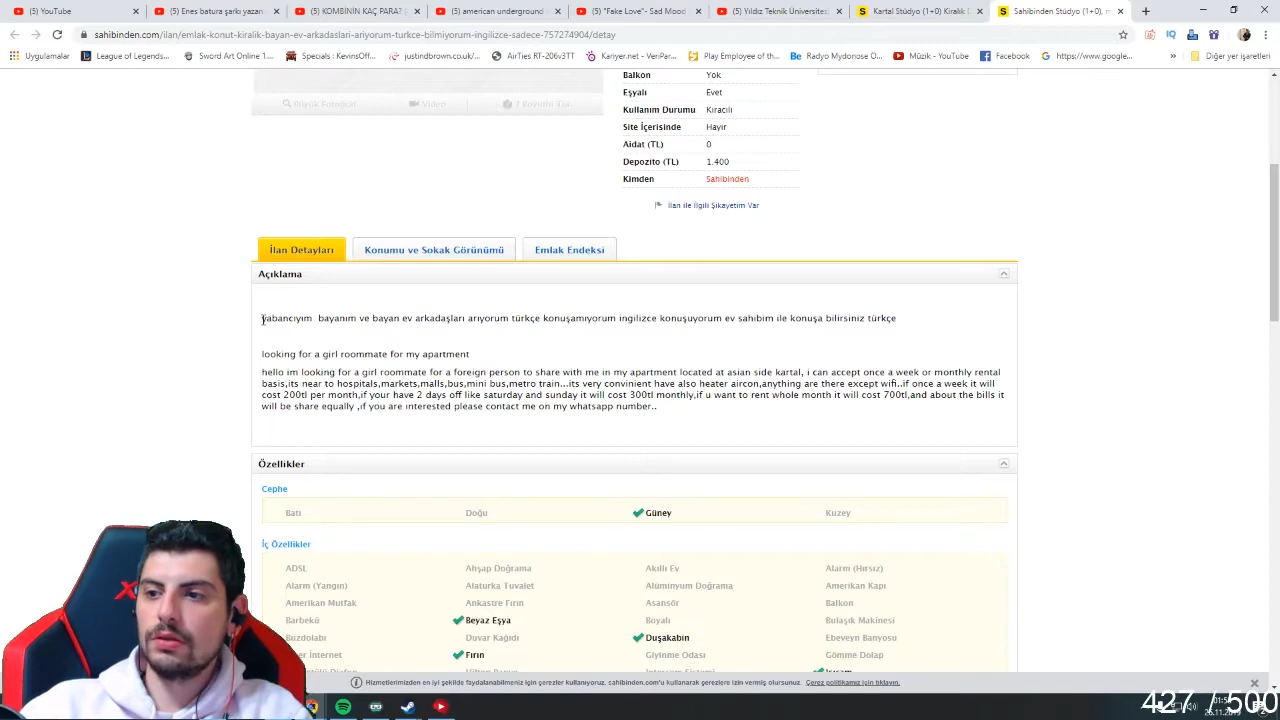 (5) YouTube
(5) Enes batura şarkı yazar
(5) KOMBİNİN KAÇ PARA?
(5) american underground
(5) "Fake Love" - Sad Mood
(5) Yıldız Teknik Üniversites
Kartal Stüdyo (1+0) Kiralık D
Sahibinden Stüdyo (1+0), m
sahibinden.com/ilan/emlak-konut-kiralik-bayan-ev-arkadaslari-ariyorum-turkce-bilmiyorum-ingilizce-sadece-757274904/detay
Uygulamalar
League of Legends...
Sword Art Online 1...
Specials | KevinsOff...
justindbrown.co.uk/...
AirTies RT-206v3TT
Kariyer.net - VeriPar...
Play Employee of th...
Radyo Modynose O...
Müzik - YouTube
Facebook
https://www.google...
»
Diğer yer işaretleri
Balkon Yok
Büyük Fotoğraf Video
Eşyalı Evet
Kullanım Durumu Kiracılı
Site İçerisinde Hayır
Aidat (TL) 0
Depozito (TL) 1.400
Kimden Sahibinden
İlan ile İlgili Şikayetim Var
İlan Detayları Konumu ve Sokak Görünümü Emlak Endeksi
Açıklama
yabancıyım bayanım ve bayan ev arkadaşları arıyorum türkçe konuşamıyorum ingilizce konuşuyorum ev sahibim ile konuşa bilirsiniz türkçe
looking for a girl roommate for my apartment
hello im looking for a girl roommate for a foreign person to share with me in my apartment located at asian side kartal, i can accept once a week or monthly rental
basis,its near to hospitals,markets,malls,bus,mini bus,metro train...its very convinient have also heater aircon,anything are there except wifi..if once a week it will
cost 200tl per month,if your have 2 days off like saturday and sunday it will cost 300tl monthly,if u want to rent whole month it will cost 700tl,and about the bills it
will be share equally ,if you are interested please contact me on my whatsapp number..
Özellikler
Cephe
Batı Doğu Güney Kuzey
İç Özellikler
ADSL Ahşap Doğrama Akıllı Ev Alarm (Hırsız)
Alarm (Yangın) Alaturka Tuvalet Alüminyum Doğrama Amerikan Kapı
Amerikan Mutfak Ankastre Fırın Asansör Balkon
Barbekü Beyaz Eşya Boyalı Bulaşık Makinesi
Buzdolabı Duvar Kağıdı Duşakabin Ebeveyn Banyosu
İnternet Fırın Giyinme Odası Gömme Dolap
Hizmetlerimizden en iyi şekilde faydalanabilmeniz için çerezler kullanıyoruz. sahibinden.com'u kullanarak çerezlere izin vermiş olursunuz. Çerez politikamız için tıklayın.
427 / 500